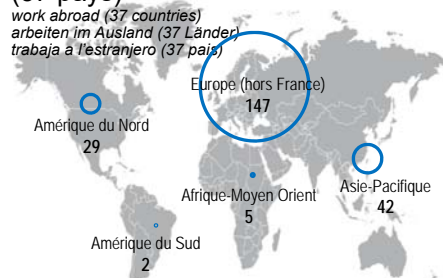 work abroad (37 countries)
arbeiten im Ausland (37 Länder)
trabaja a l'estranjero (37 pais)
Europe (hors France)
147
Amérique du Nord
29
Afrique-Moyen Orient
5
Asie-Pacifique
42
Amérique du Sud
2